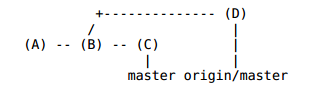 +-------------- (D)
/ |
(A) -- (B) -- (C) |
| |
master origin/master